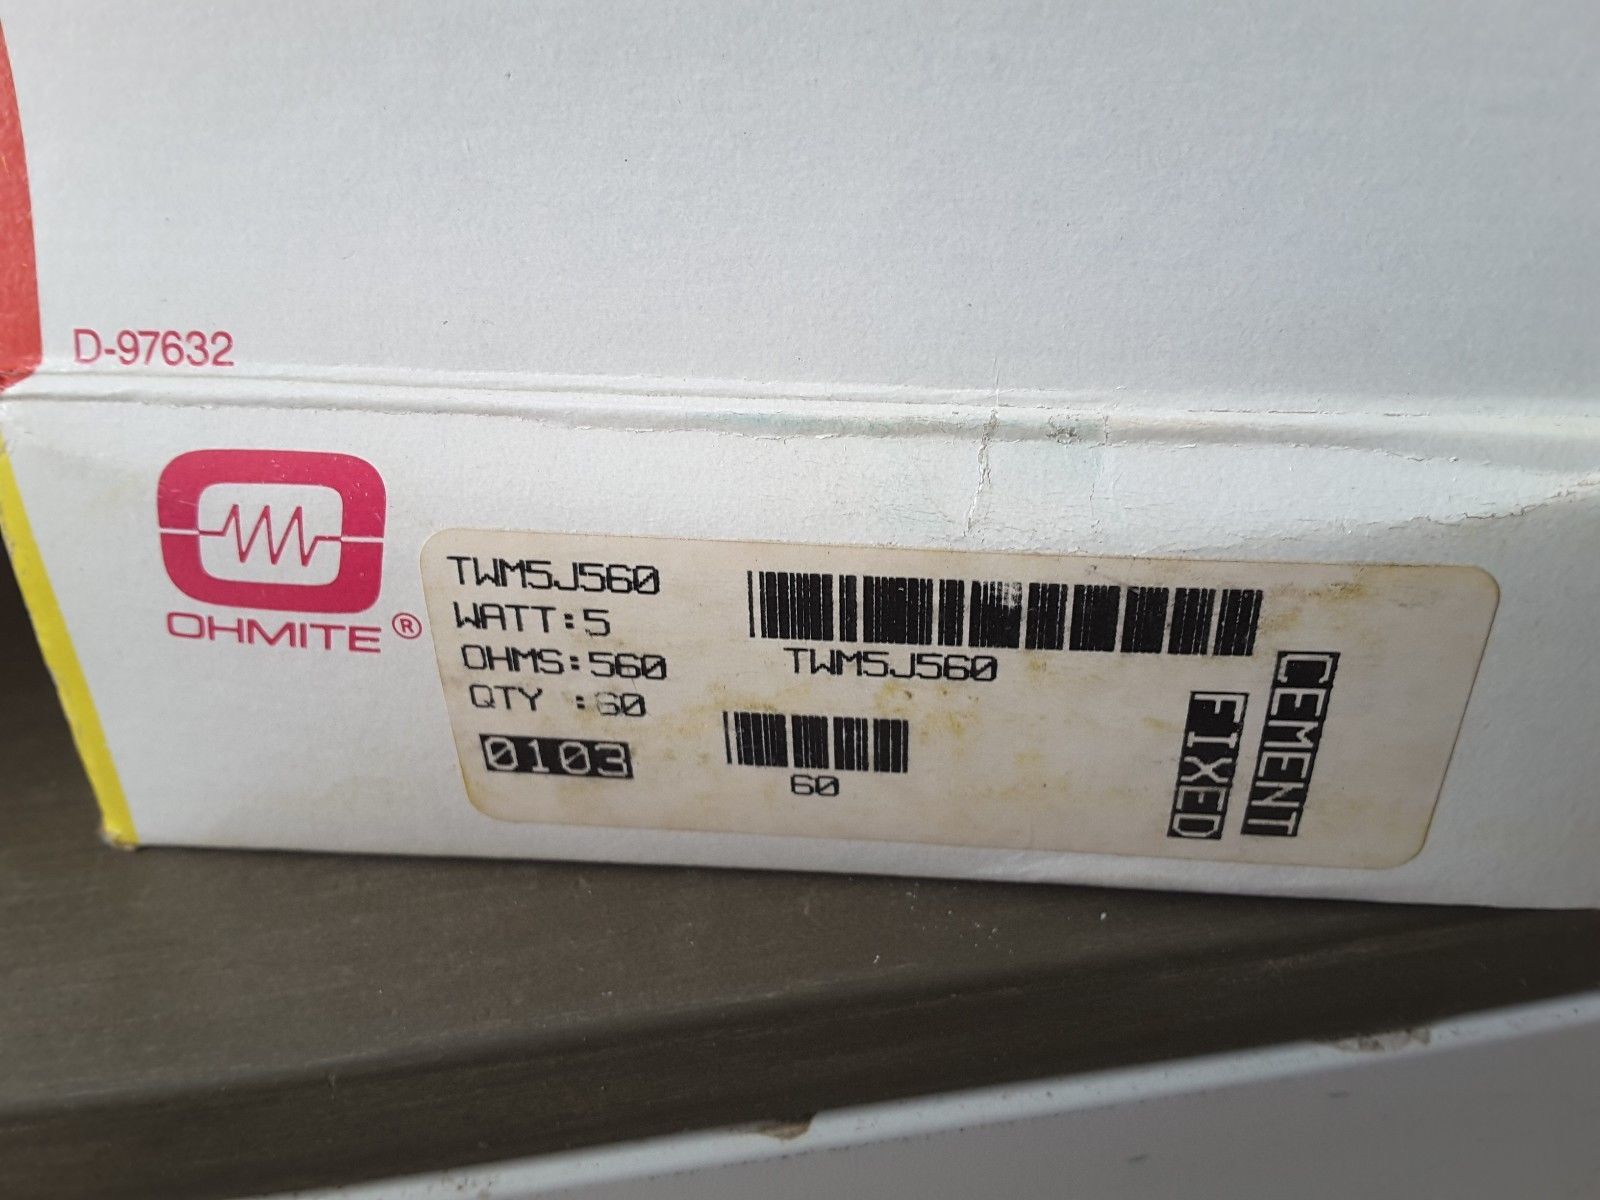 D-97632
OHMITE®
TWM5J560
WATT:5
OHMS:560
QTY :60
0103
TWM5J560
60
CEMENT
FIXED